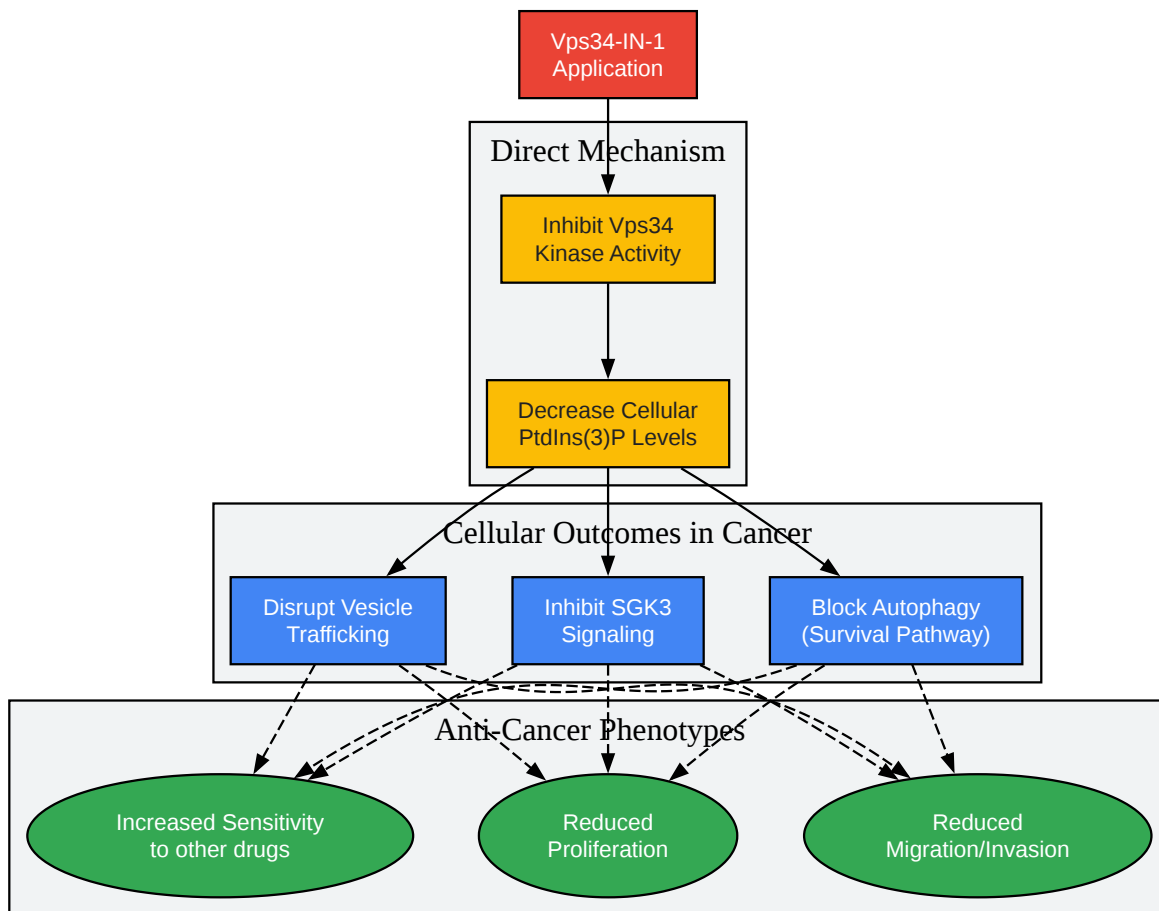 Vps34-IN-1
Application
Direct Mechanism
Inhibit Vps34
Kinase Activity
Decrease Cellular
PtdIns(3)P Levels
Cellular Outcomes in Cancer
Disrupt Vesicle
Trafficking
Inhibit SGK3
Signaling
Block Autophagy
(Survival Pathway)
Anti-Cancer Phenotypes
Increased Sensitivity
to other drugs
Reduced
Proliferation
Reduced
Migration/Invasion